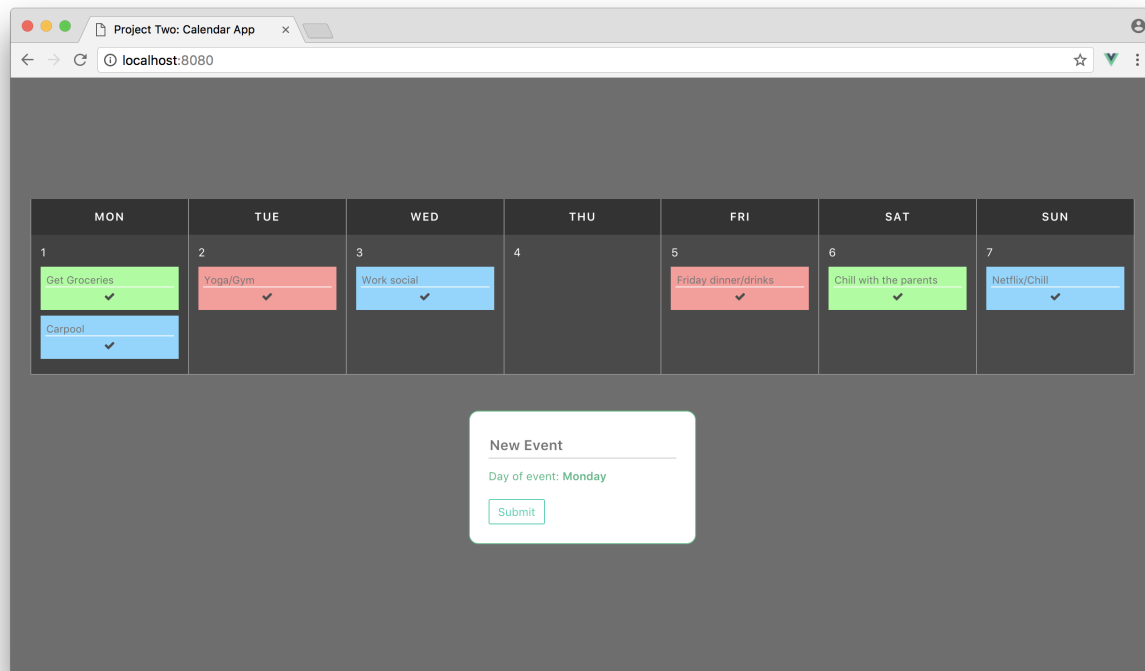 Project Two: Calendar App
localhost:8080
MON TUE WED THU FRI SAT SUN
1 2 3 4 5 6 7
Get Groceries Yoga/Gym Work social Friday dinner/drinks Chill with the parents Netflix/Chill
Carpool
New Event
Day of event: Monday
Submit